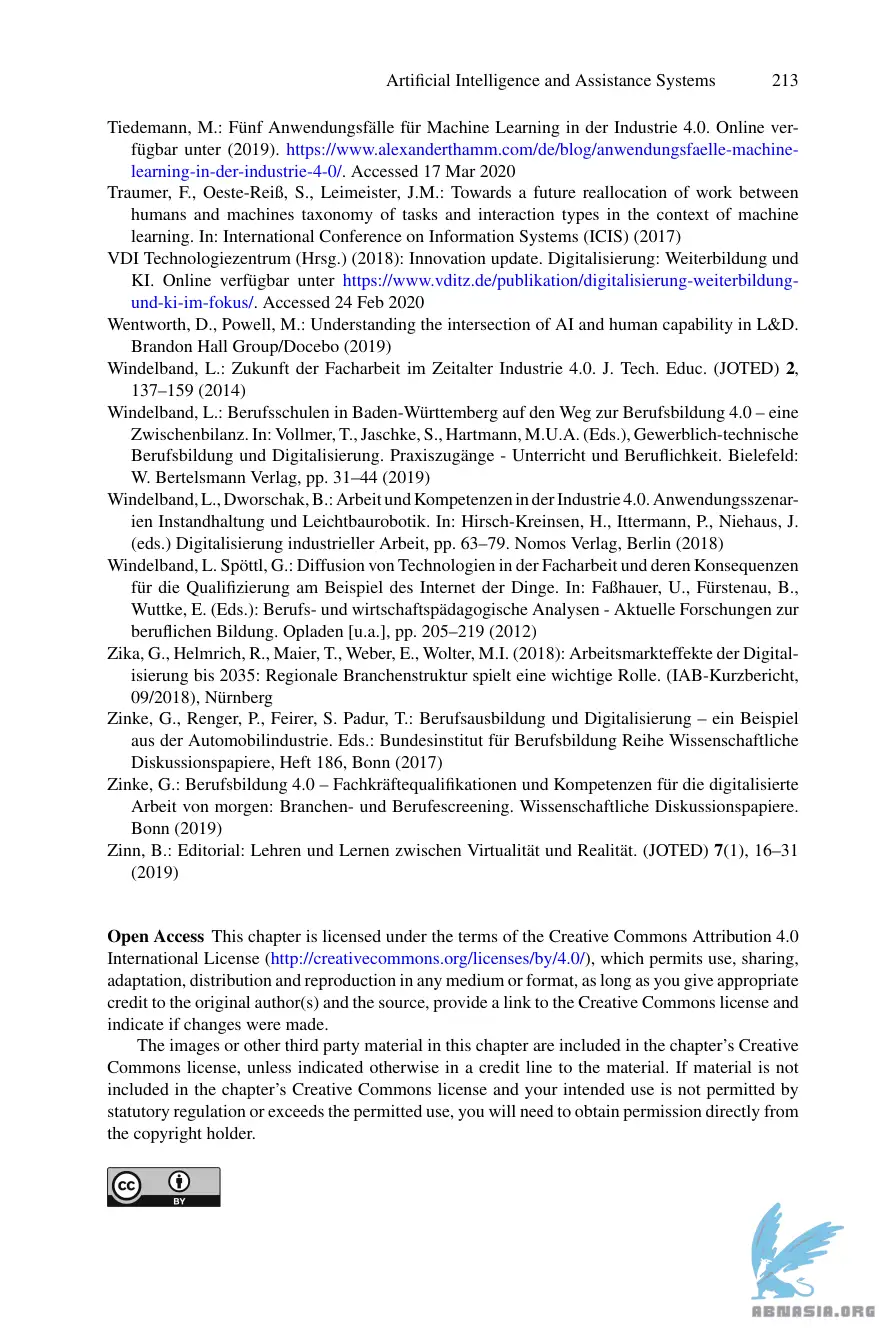 Artificial Intelligence and Assistance Systems 213
Tiedemann, M.: Fünf Anwendungsfälle für Machine Learning in der Industrie 4.0. Online ver-
fügbar unter (2019). https://www.alexanderthamm.com/de/blog/anwendungsfaelle-machine-
learning-in-der-industrie-4-0/. Accessed 17 Mar 2020
Traumer, F., Oeste-Reiß, S., Leimeister, J.M.: Towards a future reallocation of work between
humans and machines taxonomy of tasks and interaction types in the context of machine
learning. In: International Conference on Information Systems (ICIS) (2017)
VDI Technologiezentrum (Hrsg.) (2018): Innovation update. Digitalisierung: Weiterbildung und
KI. Online verfügbar unter https://www.vditz.de/publikation/digitalisierung-weiterbildung-
und-ki-im-fokus/. Accessed 24 Feb 2020
Wentworth, D., Powell, M.: Understanding the intersection of AI and human capability in L&D.
Brandon Hall Group/Docebo (2019)
Windelband, L.: Zukunft der Facharbeit im Zeitalter Industrie 4.0. J. Tech. Educ. (JOTED) 2,
137–159 (2014)
Windelband, L.: Berufsschulen in Baden-Württemberg auf den Weg zur Berufsbildung 4.0 – eine
Zwischenbilanz. In: Vollmer, T., Jaschke, S., Hartmann, M.U.A. (Eds.), Gewerblich-technische
Berufsbildung und Digitalisierung. Praxiszugänge - Unterricht und Beruflichkeit. Bielefeld:
W. Bertelsmann Verlag, pp. 31–44 (2019)
Windelband, L., Dworschak, B.: Arbeit und Kompetenzen in der Industrie 4.0. Anwendungsszenar-
ien Instandhaltung und Leichtbaurobotik. In: Hirsch-Kreinsen, H., Ittermann, P., Niehaus, J.
(eds.) Digitalisierung industrieller Arbeit, pp. 63–79. Nomos Verlag, Berlin (2018)
Windelband, L. Spöttl, G.: Diffusion von Technologien in der Facharbeit und deren Konsequenzen
für die Qualifizierung am Beispiel des Internet der Dinge. In: Faßhauer, U., Fürstenau, B.,
Wuttke, E. (Eds.): Berufs- und wirtschaftspädagogische Analysen - Aktuelle Forschungen zur
beruflichen Bildung. Opladen [u.a.], pp. 205–219 (2012)
Zika, G., Helmrich, R., Maier, T., Weber, E., Wolter, M.I. (2018): Arbeitsmarkteffekte der Digital-
isierung bis 2035: Regionale Branchenstruktur spielt eine wichtige Rolle. (IAB-Kurzbericht,
09/2018), Nürnberg
Zinke, G., Renger, P., Feirer, S. Padur, T.: Berufsausbildung und Digitalisierung – ein Beispiel
aus der Automobilindustrie. Eds.: Bundesinstitut für Berufsbildung Reihe Wissenschaftliche
Diskussionspapiere, Heft 186, Bonn (2017)
Zinke, G.: Berufsbildung 4.0 – Fachkräftequalifikationen und Kompetenzen für die digitalisierte
Arbeit von morgen: Branchen- und Berufescreening. Wissenschaftliche Diskussionspapiere.
Bonn (2019)
Zinn, B.: Editorial: Lehren und Lernen zwischen Virtualität und Realität. (JOTED) 7(1), 16–31
(2019)
Open Access This chapter is licensed under the terms of the Creative Commons Attribution 4.0
International License (http://creativecommons.org/licenses/by/4.0/), which permits use, sharing,
adaptation, distribution and reproduction in any medium or format, as long as you give appropriate
credit to the original author(s) and the source, provide a link to the Creative Commons license and
indicate if changes were made.
The images or other third party material in this chapter are included in the chapter's Creative
Commons license, unless indicated otherwise in a credit line to the material. If material is not
included in the chapter's Creative Commons license and your intended use is not permitted by
statutory regulation or exceeds the permitted use, you will need to obtain permission directly from
the copyright holder.
cc
BY
ABNASIA.ORG